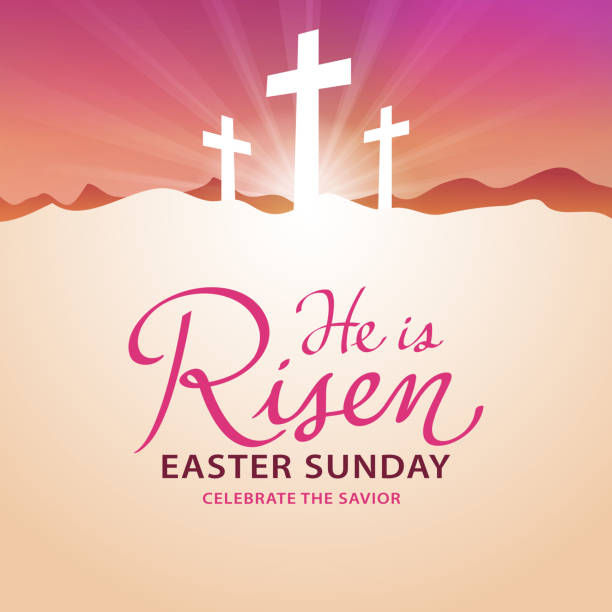 He is
Risen
EASTER SUNDAY
CELEBRATE THE SAVIOR